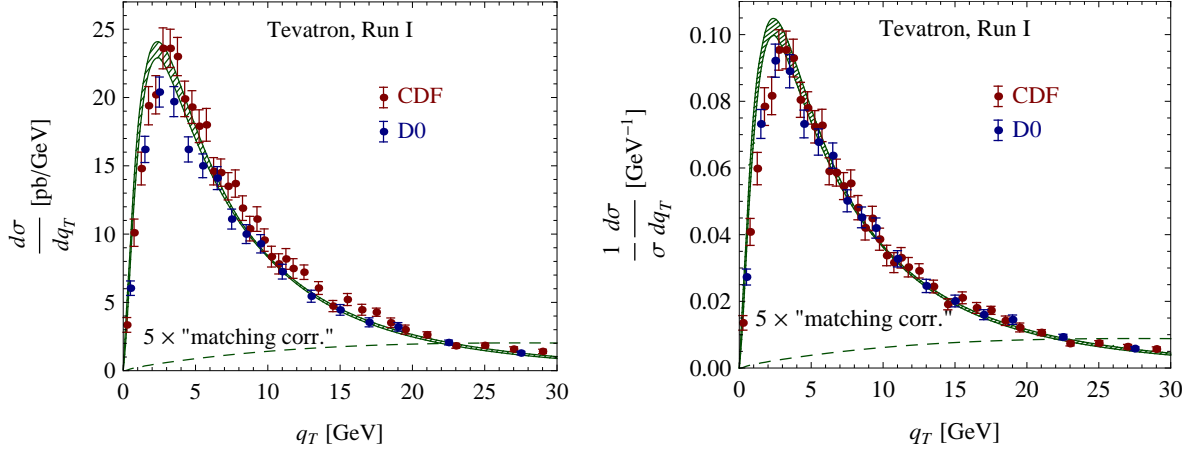 Tevatron, Run I
CDF
D0
5 × "matching corr."
dσ
dq_T
[pb/GeV]
25
20
15
10
5
0
0 5 10 15 20 25 30
q_T [GeV]
Tevatron, Run I
CDF
D0
5 × "matching corr."
1 dσ
σ dq_T
[GeV⁻¹]
0.10
0.08
0.06
0.04
0.02
0.00
0 5 10 15 20 25 30
q_T [GeV]